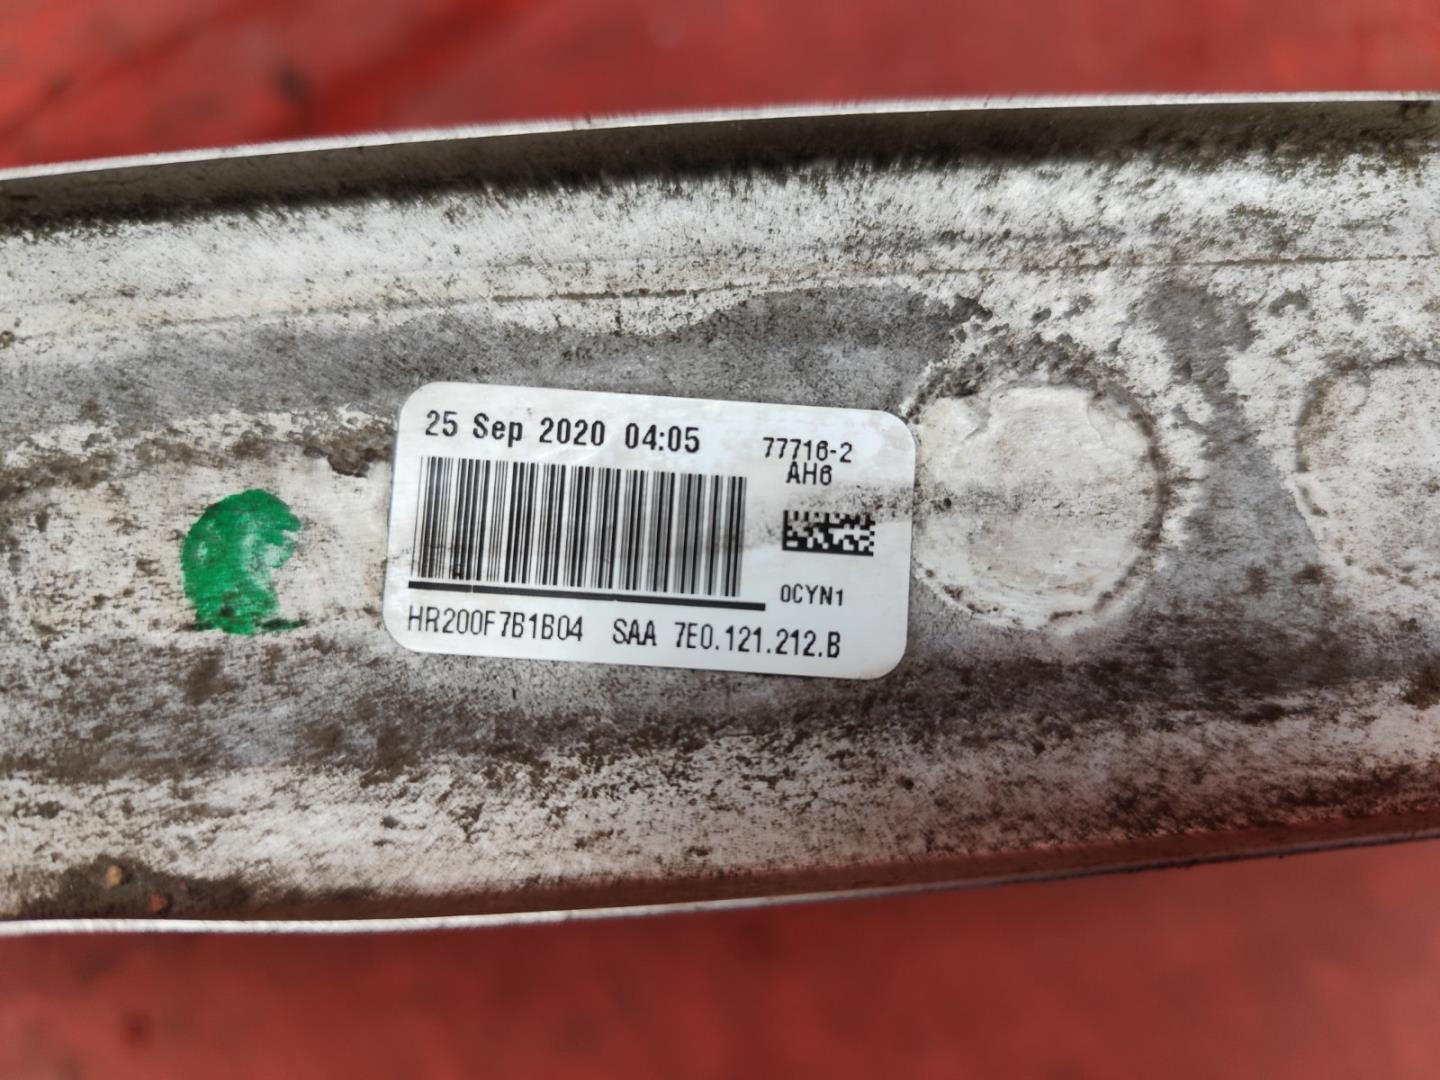 25 Sep 2020 04:05
77716-2
AH6
0CYN1
HR200F7B1B04 SAA 7E0.121.212.B